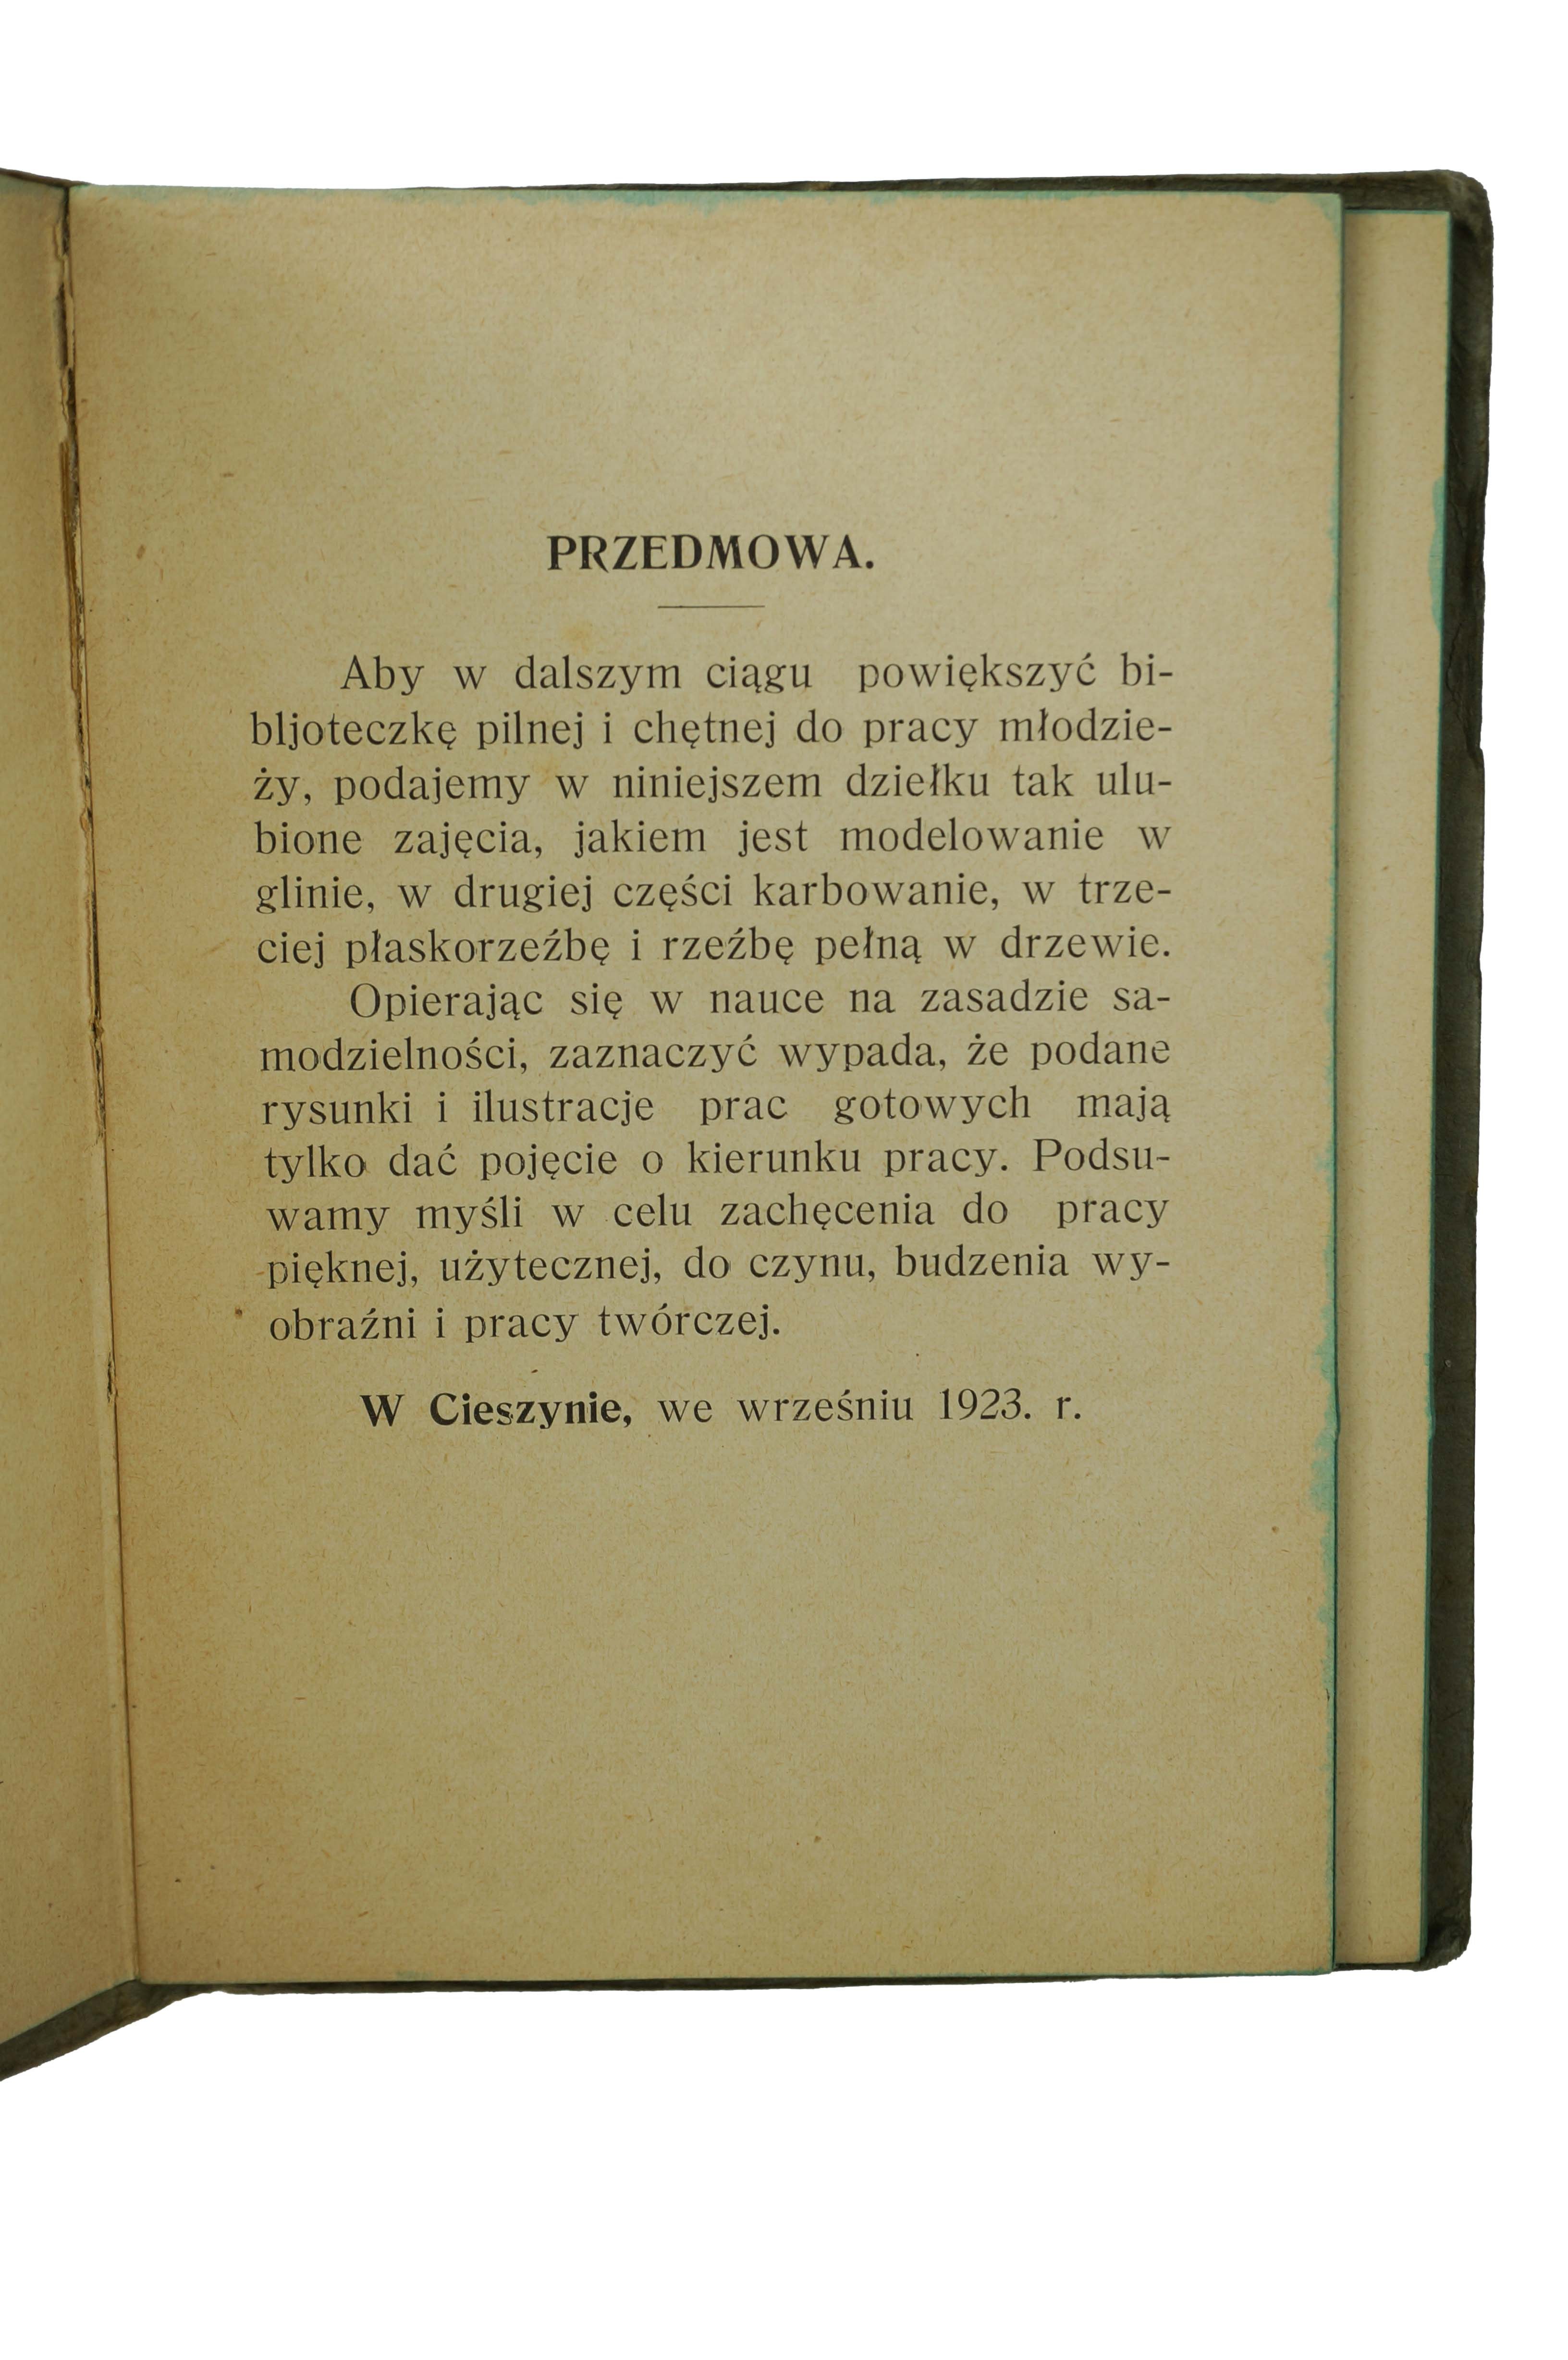 PRZEDMOWA.
Aby w dalszym ciągu powiększyć bi-
bljoteczkę pilnej i chętnej do pracy młodzie-
ży, podajemy w niniejszem dziełku tak ulu-
bione zajęcia, jakiem jest modelowanie w
glinie, w drugiej części karbowanie, w trze-
ciej płaskorzeźbę i rzeźbę pełną w drzewie.
Opierając się w nauce na zasadzie sa-
modzielności, zaznaczyć wypada, że podane
rysunki i ilustracje prac gotowych mają
tylko dać pojęcie o kierunku pracy. Podsu-
wamy myśli w celu zachęcenia do pracy
pięknej, użytecznej, do czynu, budzenia wy-
obraźni i pracy twórczej.
W Cieszynie, we wrześniu 1923. r.